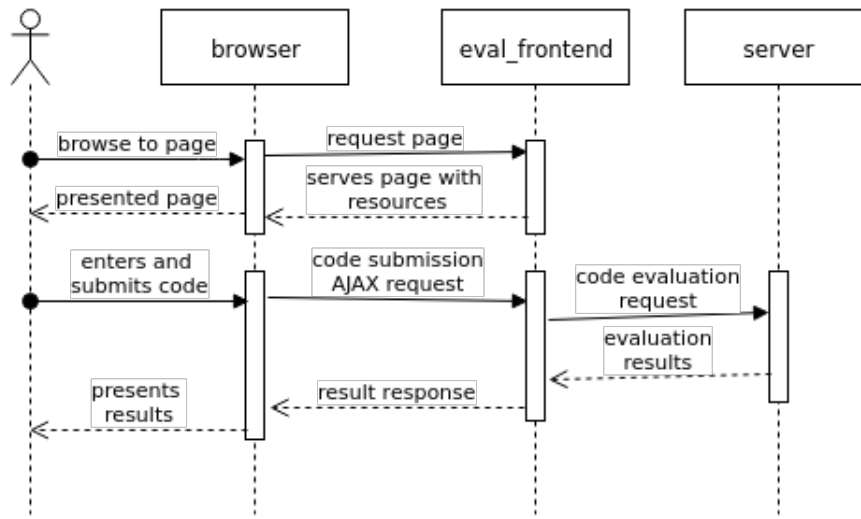 browser
eval_frontend
server
browse to page
request page
presented page
serves page with
resources
enters and
submits code
code submission
AJAX request
code evaluation
request
evaluation
results
result response
presents
results